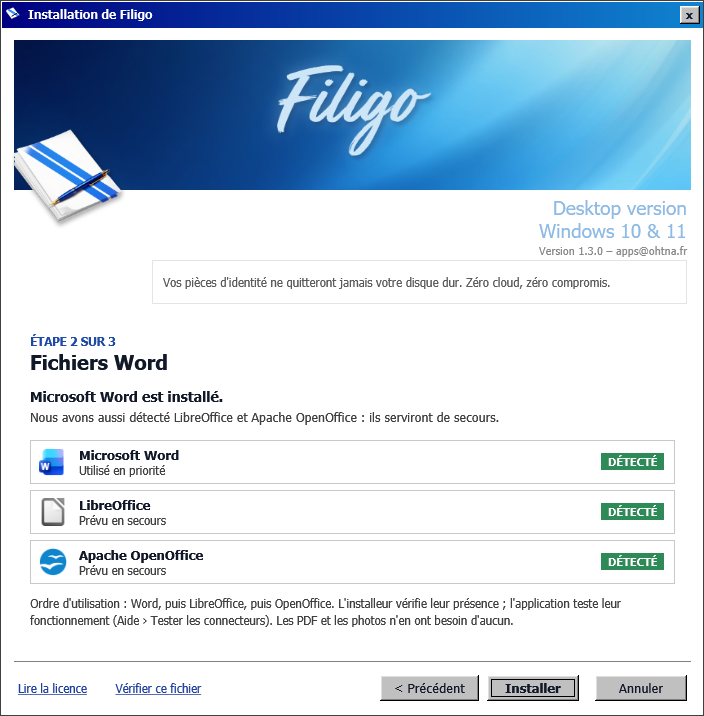 Installation de Filigo
x
Filigo
Desktop version
Windows 10 & 11
Version 1.3.0 – apps@ohtna.fr
Vos pièces d'identité ne quitteront jamais votre disque dur. Zéro cloud, zéro compromis.
ÉTAPE 2 SUR 3
Fichiers Word
Microsoft Word est installé.
Nous avons aussi détecté LibreOffice et Apache OpenOffice : ils serviront de secours.
W
Microsoft Word
DÉTECTÉ
Utilisé en priorité
LibreOffice
DÉTECTÉ
Prévu en secours
Apache OpenOffice
DÉTECTÉ
Prévu en secours
Ordre d'utilisation : Word, puis LibreOffice, puis OpenOffice. L'installeur vérifie leur présence ; l'application teste leur
fonctionnement (Aide › Tester les connecteurs). Les PDF et les photos n'en ont besoin d'aucun.
Lire la licence
Vérifier ce fichier
< Précédent
Installer
Annuler